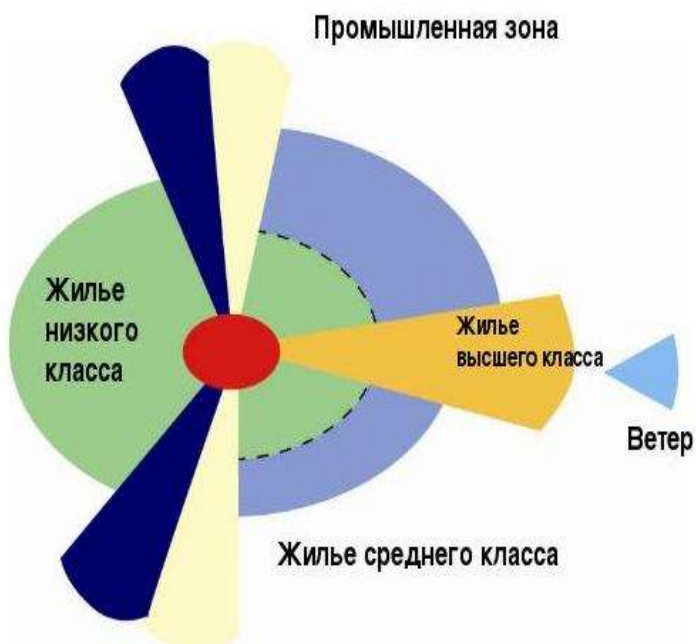 Промышленная зона
Жилье
низкого
класса
Жилье
высшего класса
Ветер
Жилье среднего класса